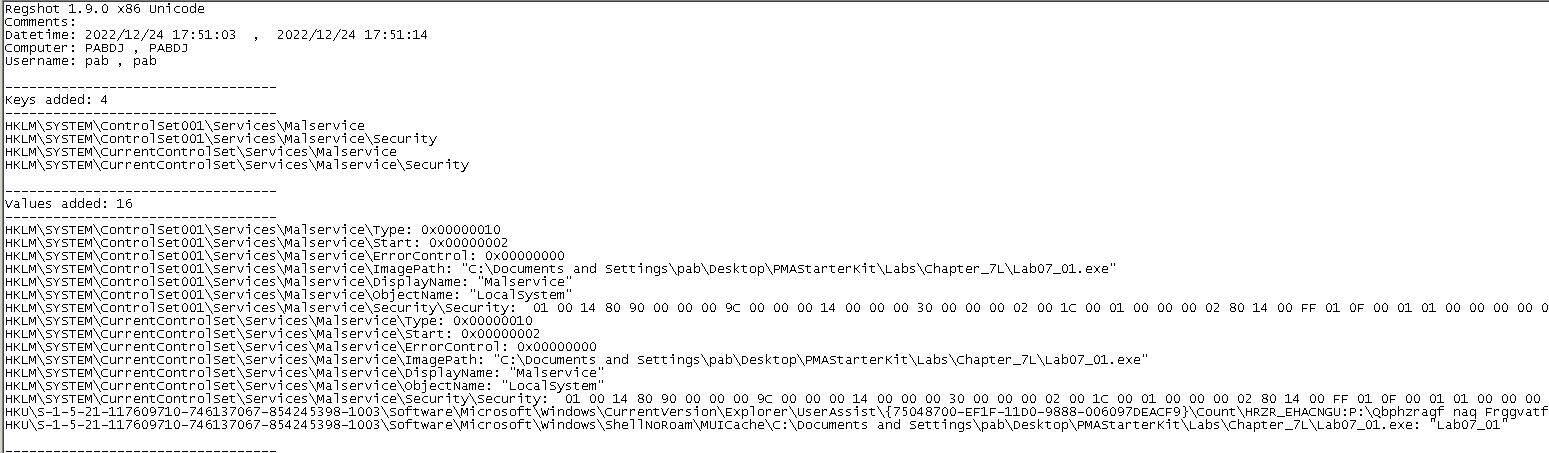 Regshot 1.9.0 x86 Unicode
Comments:
Datetime: 2022/12/24 17:51:03  ,  2022/12/24 17:51:14
Computer: PABDJ , PABDJ
Username: pab , pab
----------------------------------
Keys added: 4
----------------------------------
HKLM\SYSTEM\ControlSet001\Services\Malservice
HKLM\SYSTEM\ControlSet001\Services\Malservice\Security
HKLM\SYSTEM\CurrentControlSet\Services\Malservice
HKLM\SYSTEM\CurrentControlSet\Services\Malservice\Security
----------------------------------
Values added: 16
----------------------------------
HKLM\SYSTEM\ControlSet001\Services\Malservice\Type: 0x00000010
HKLM\SYSTEM\ControlSet001\Services\Malservice\Start: 0x00000002
HKLM\SYSTEM\ControlSet001\Services\Malservice\ErrorControl: 0x00000000
HKLM\SYSTEM\ControlSet001\Services\Malservice\ImagePath: "C:\Documents and Settings\pab\Desktop\PMAStarterKit\Labs\Chapter_7L\Lab07_01.exe"
HKLM\SYSTEM\ControlSet001\Services\Malservice\DisplayName: "Malservice"
HKLM\SYSTEM\ControlSet001\Services\Malservice\ObjectName: "LocalSystem"
HKLM\SYSTEM\ControlSet001\Services\Malservice\Security\Security:  01 00 14 80 90 00 00 00 9C 00 00 00 14 00 00 00 30 00 00 00 02 00 1C 00 01 00 00 00 02 80 14 00 FF 01 0F 00 01 01 00 00 00 00 0
HKLM\SYSTEM\CurrentControlSet\Services\Malservice\Type: 0x00000010
HKLM\SYSTEM\CurrentControlSet\Services\Malservice\Start: 0x00000002
HKLM\SYSTEM\CurrentControlSet\Services\Malservice\ErrorControl: 0x00000000
HKLM\SYSTEM\CurrentControlSet\Services\Malservice\ImagePath: "C:\Documents and Settings\pab\Desktop\PMAStarterKit\Labs\Chapter_7L\Lab07_01.exe"
HKLM\SYSTEM\CurrentControlSet\Services\Malservice\DisplayName: "Malservice"
HKLM\SYSTEM\CurrentControlSet\Services\Malservice\ObjectName: "LocalSystem"
HKLM\SYSTEM\CurrentControlSet\Services\Malservice\Security\Security:  01 00 14 80 90 00 00 00 9C 00 00 00 14 00 00 00 30 00 00 00 02 00 1C 00 01 00 00 00 02 80 14 00 FF 01 0F 00 01 01 00 00 00
HKU\S-1-5-21-117609710-746137067-854245398-1003\Software\Microsoft\Windows\CurrentVersion\Explorer\UserAssist\{75048700-EF1F-11D0-9888-006097DEACF9}\Count\HRZR_EHACNGU:P:\Qbphzragf naq Frggvatf
HKU\S-1-5-21-117609710-746137067-854245398-1003\Software\Microsoft\Windows\ShellNoRoam\MUICache\C:\Documents and Settings\pab\Desktop\PMAStarterKit\Labs\Chapter_7L\Lab07_01.exe: "Lab07_01"
----------------------------------